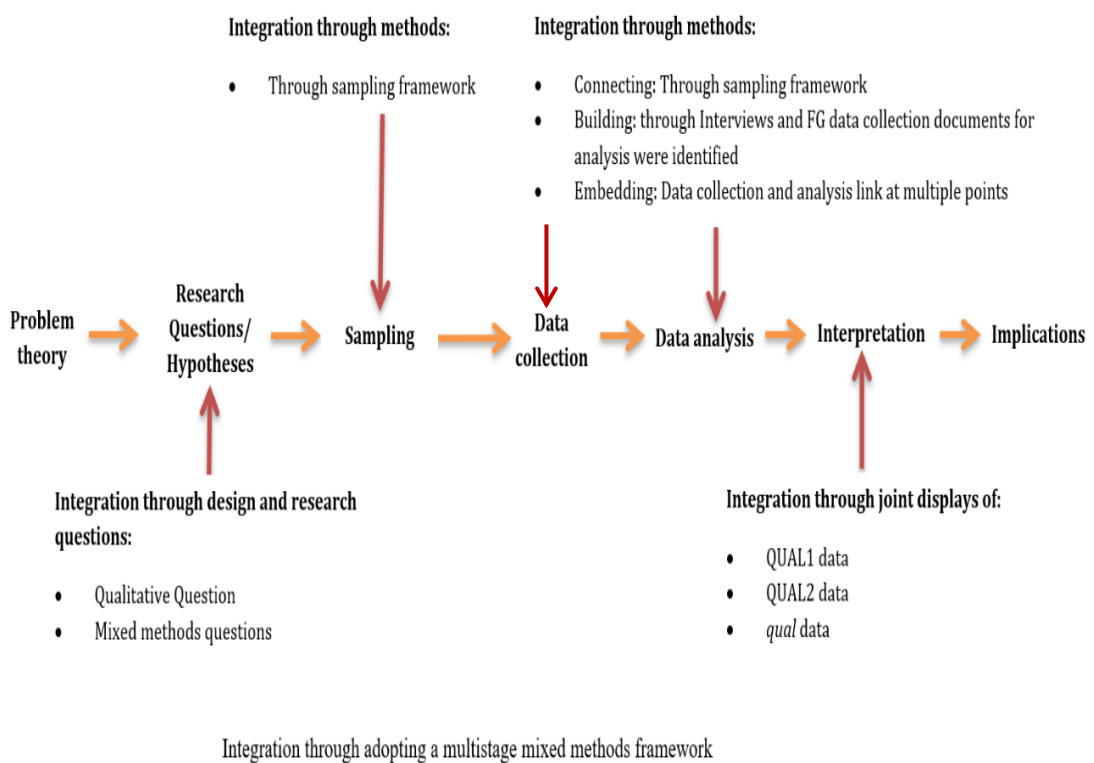 Integration through methods:
• Through sampling framework
Integration through methods:
• Connecting: Through sampling framework
• Building: through Interviews and FG data collection documents for
analysis were identified
• Embedding: Data collection and analysis link at multiple points
Problem
theory
Research
Questions/
Hypotheses
Sampling
Data
collection
Data analysis
Interpretation
Implications
Integration through design and research
questions:
• Qualitative Question
• Mixed methods questions
Integration through joint displays of:
• QUAL1 data
• QUAL2 data
• qual data
Integration through adopting a multistage mixed methods framework